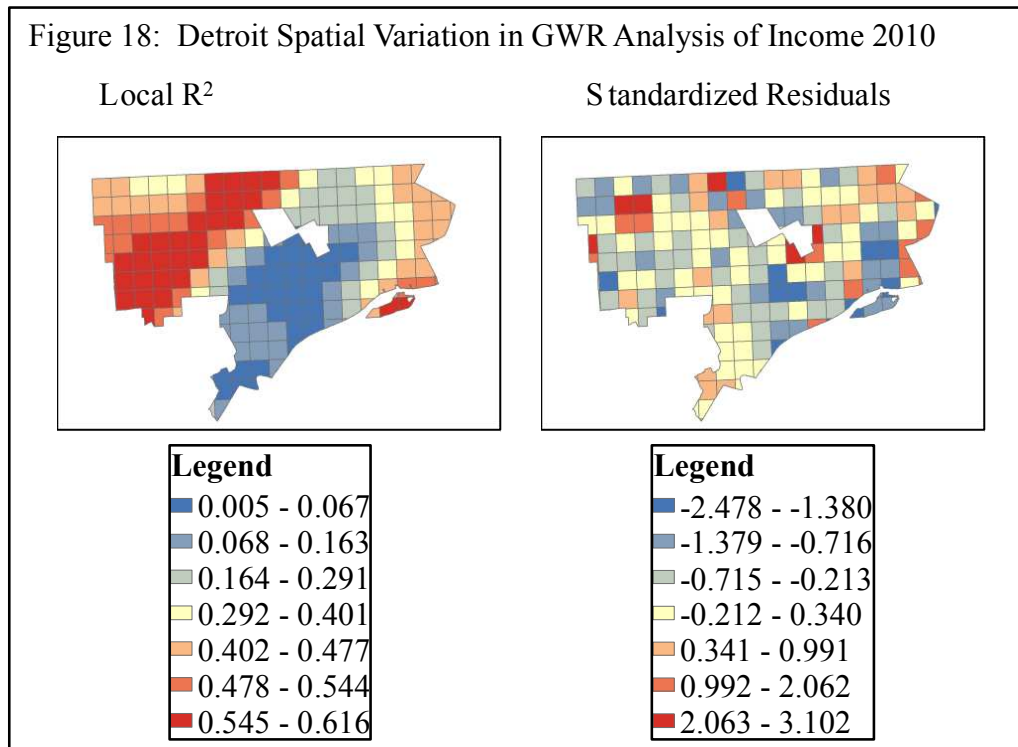 Figure 18: Detroit Spatial Variation in GWR Analysis of Income 2010
Local R²
Standardized Residuals
Legend
0.005 - 0.067
0.068 - 0.163
0.164 - 0.291
0.292 - 0.401
0.402 - 0.477
0.478 - 0.544
0.545 - 0.616
Legend
-2.478 - -1.380
-1.379 - -0.716
-0.715 - -0.213
-0.212 - 0.340
0.341 - 0.991
0.992 - 2.062
2.063 - 3.102